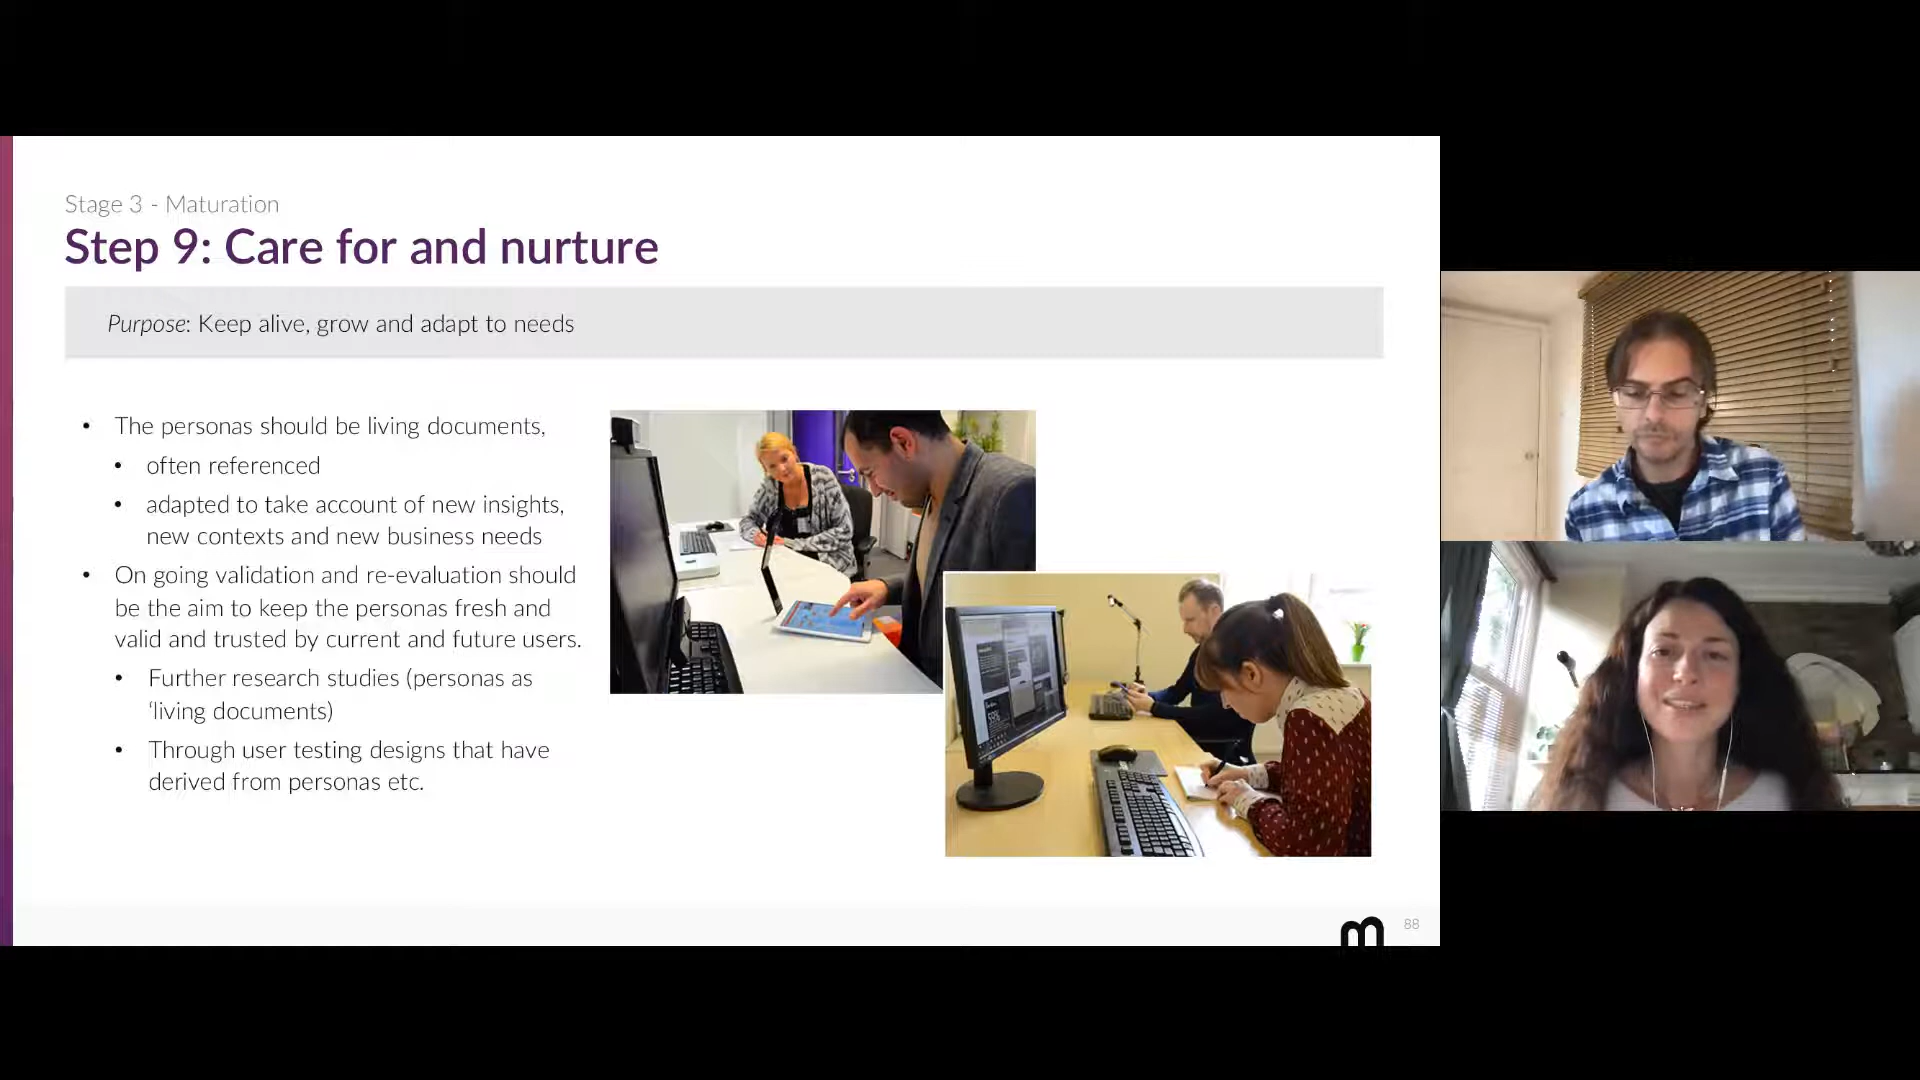 Stage 3 - Maturation
Step 9: Care for and nurture
Purpose: Keep alive, grow and adapt to needs
• The personas should be living documents,
• often referenced
• adapted to take account of new insights,
new contexts and new business needs
• On going validation and re-evaluation should
be the aim to keep the personas fresh and
valid and trusted by current and future users.
• Further research studies (personas as
‘living documents)
• Through user testing designs that have
derived from personas etc.
m
88